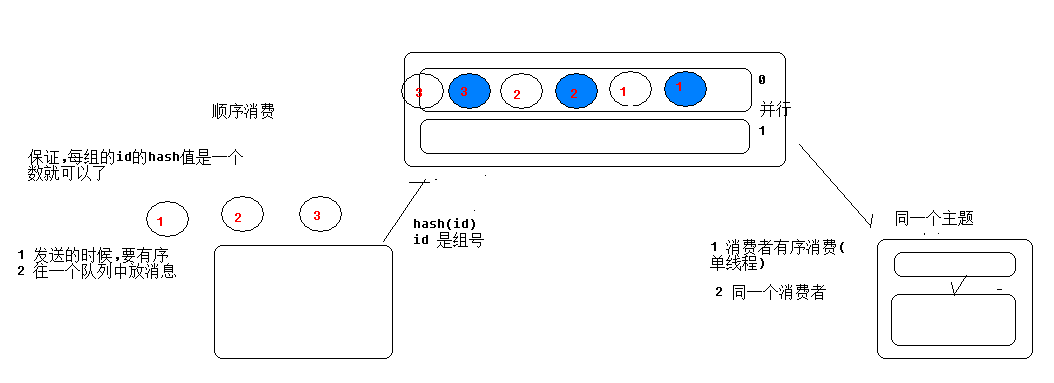 3 3 2 2 1 1
0
并行
1
顺序消费
保证,每组的id的hash值是一个
数就可以了
1 2 3
hash(id)
id 是组号
1 发送的时候,要有序
2 往一个队列中放消息
同一个主题
1 消费者有序消费(
单线程)
2 同一个消费者